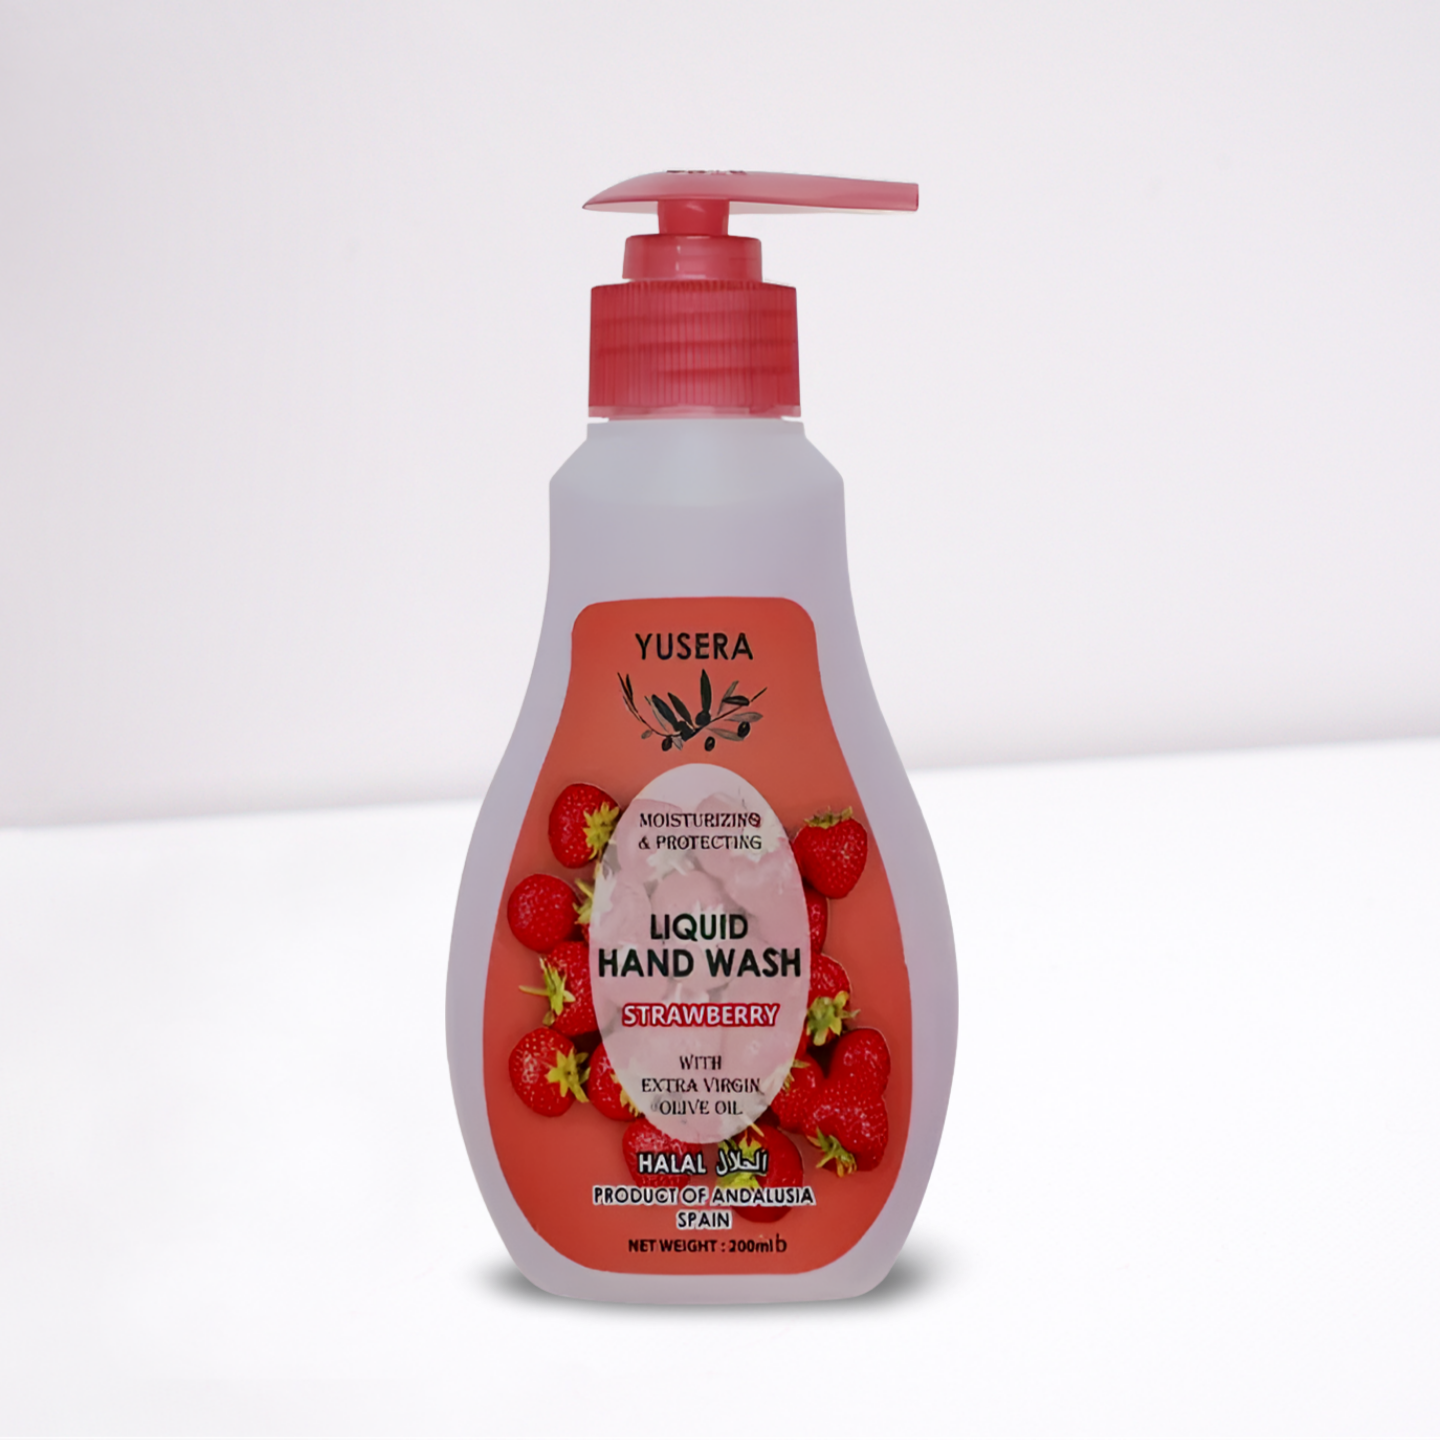 YUSERA
MOISTURIZING
& PROTECTING
LIQUID
HAND WASH
STRAWBERRY
WITH
EXTRA VIRGIN
OLIVE OIL
HALAL الحلال
PRODUCT OF ANDALUSIA
SPAIN
NET WEIGHT : 200ml